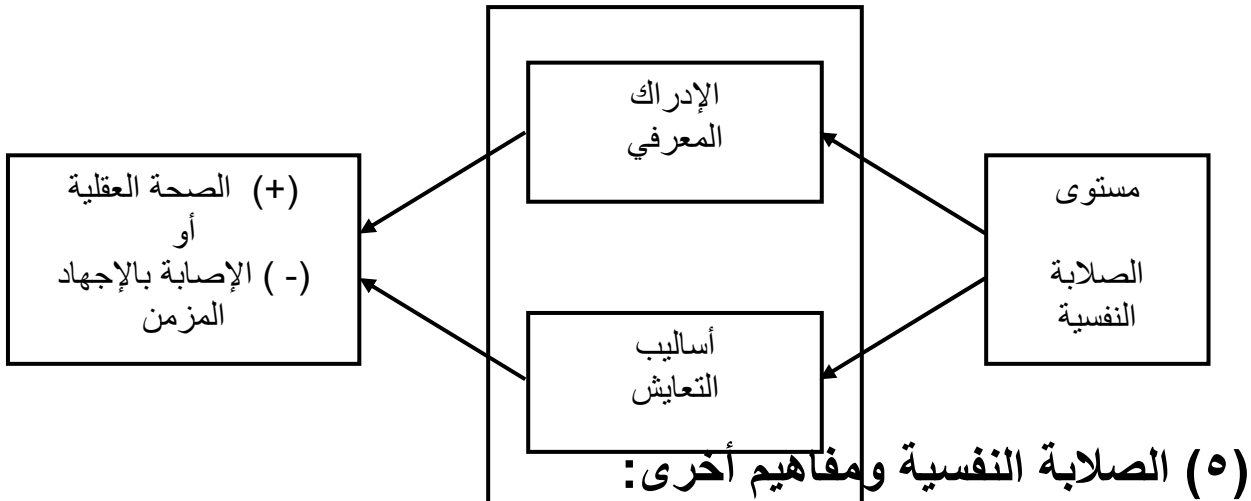 الإدراك
المعرفي
مستوى
الصلابة
النفسية
(+) الصحة العقلية
أو
(- ) الإصابة بالإجهاد
المزمن
أساليب
التعايش
(٥) الصلابة النفسية ومفاهيم أخرى: